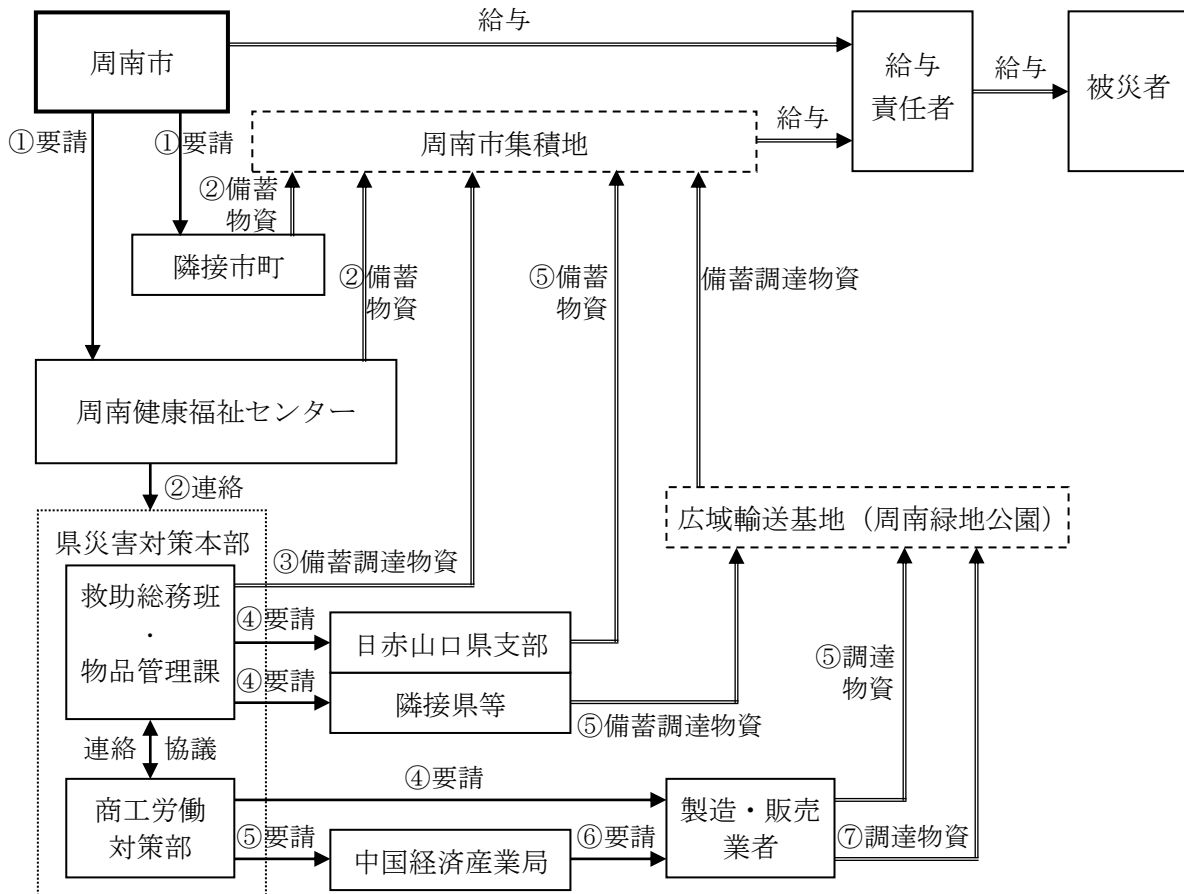 給与
周南市
給与
責任者
給与
被災者
①要請
①要請
周南市集積地
給与
②備蓄
物資
隣接市町
②備蓄
物資
⑤備蓄
物資
備蓄調達物資
周南健康福祉センター
②連絡
広域輸送基地（周南緑地公園）
県災害対策本部
③備蓄調達物資
救助総務班
・
物品管理課
④要請
日赤山口県支部
④要請
隣接県等
⑤備蓄調達物資
⑤調達
物資
連絡
協議
商工労働
対策部
④要請
製造・販売
業者
⑤要請
中国経済産業局
⑥要請
⑦調達物資